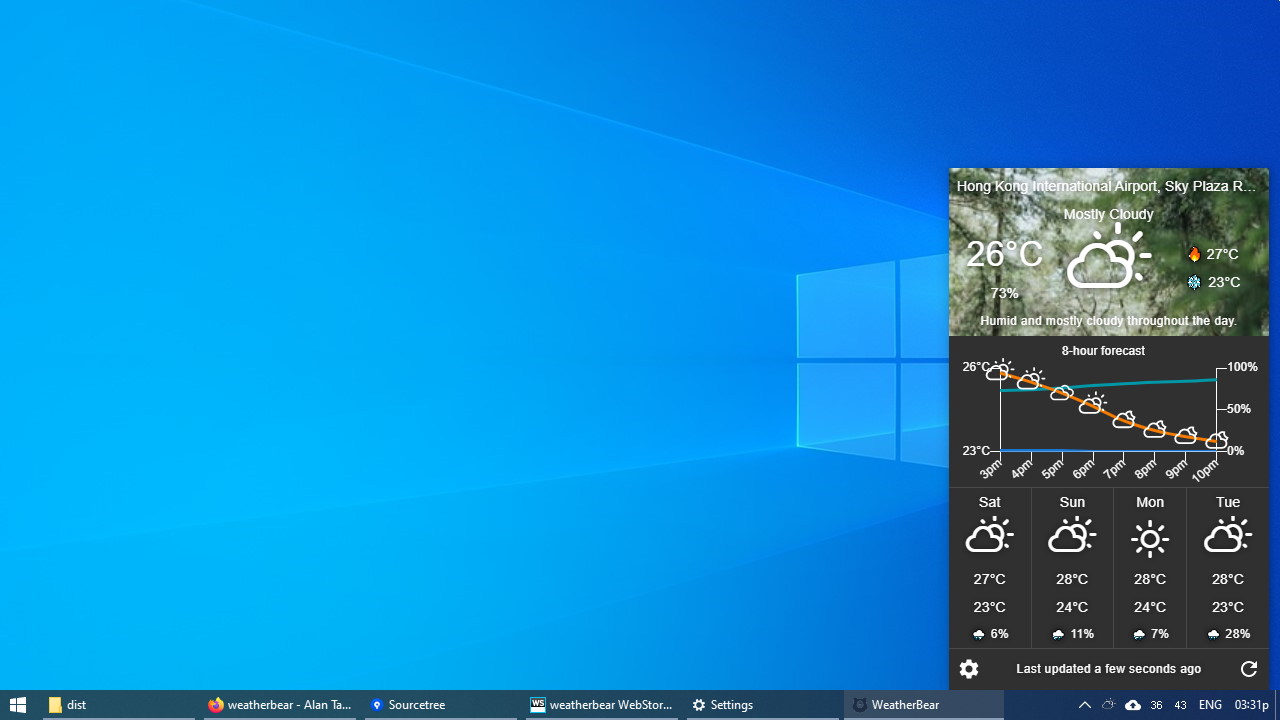 Hong Kong International Airport, Sky Plaza R...
Mostly Cloudy
26°C
27°C
23°C
73%
Humid and mostly cloudy throughout the day.
8-hour forecast
26°C
100%
50%
23°C
0%
3pm 4pm 5pm 6pm 7pm 8pm 9pm 10pm
Sat Sun Mon Tue
27°C 28°C 28°C 28°C
23°C 24°C 24°C 23°C
6% 11% 7% 28%
Last updated a few seconds ago
dist weatherbear - Alan Ta... Sourcetree WS weatherbear WebStor... Settings WeatherBear 36 43 ENG 03:31p